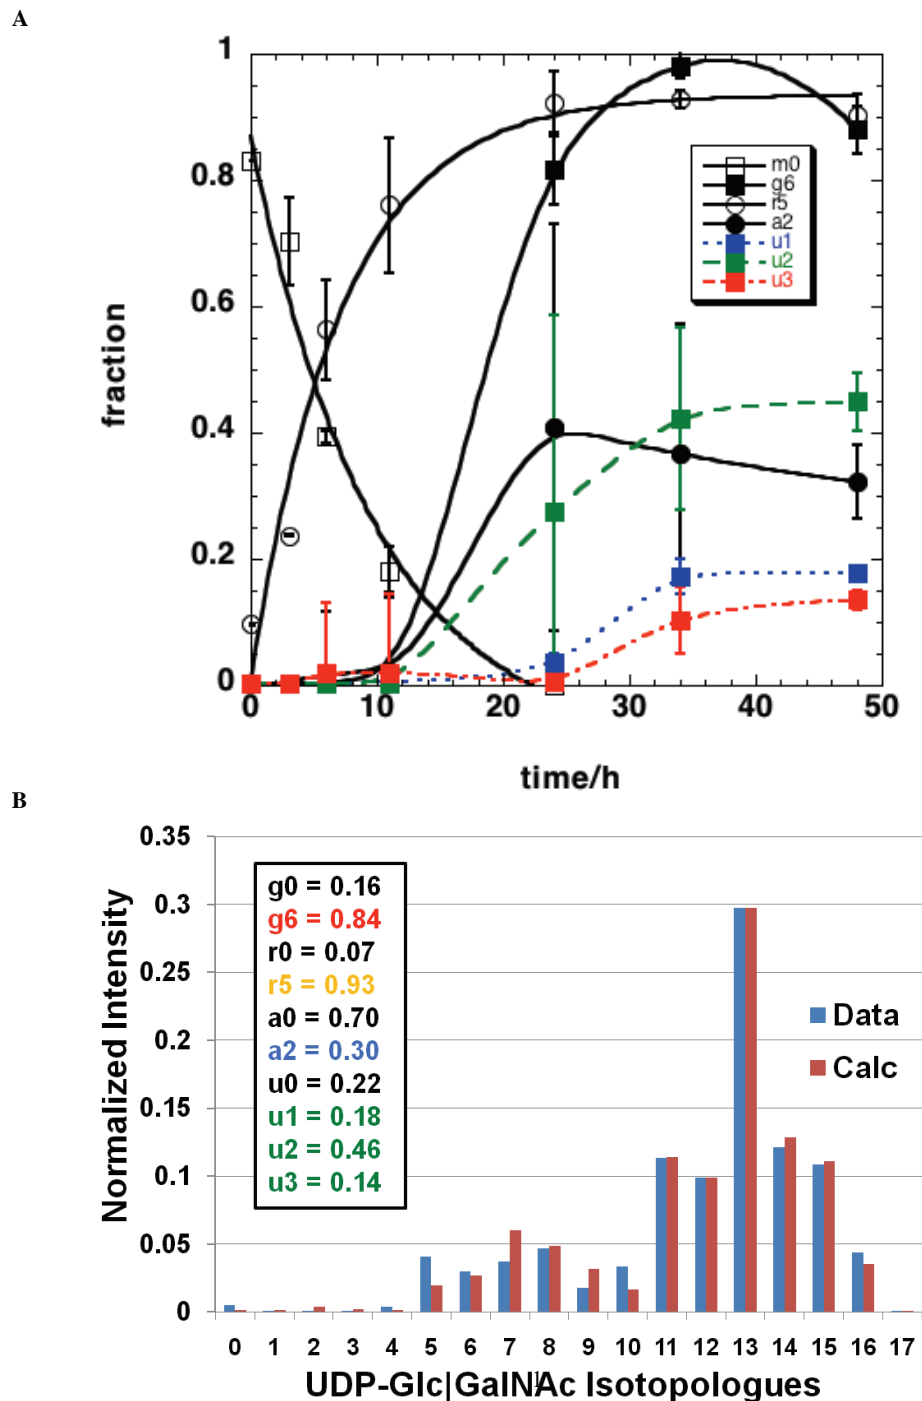 A
1
0.8
0.6
0.4
0.2
0
fraction
m0
g6
r5
a2
u1
u2
u3
0 10 20 30 40 50
time/h
B
0.35
0.3
0.25
0.2
0.15
0.1
0.05
0
Normalized Intensity
g0 = 0.16
g6 = 0.84
r0 = 0.07
r5 = 0.93
a0 = 0.70
a2 = 0.30
u0 = 0.22
u1 = 0.18
u2 = 0.46
u3 = 0.14
Data
Calc
0 1 2 3 4 5 6 7 8 9 10 11 12 13 14 15 16 17
UDP-Glc|GalNAc Isotopologues
1